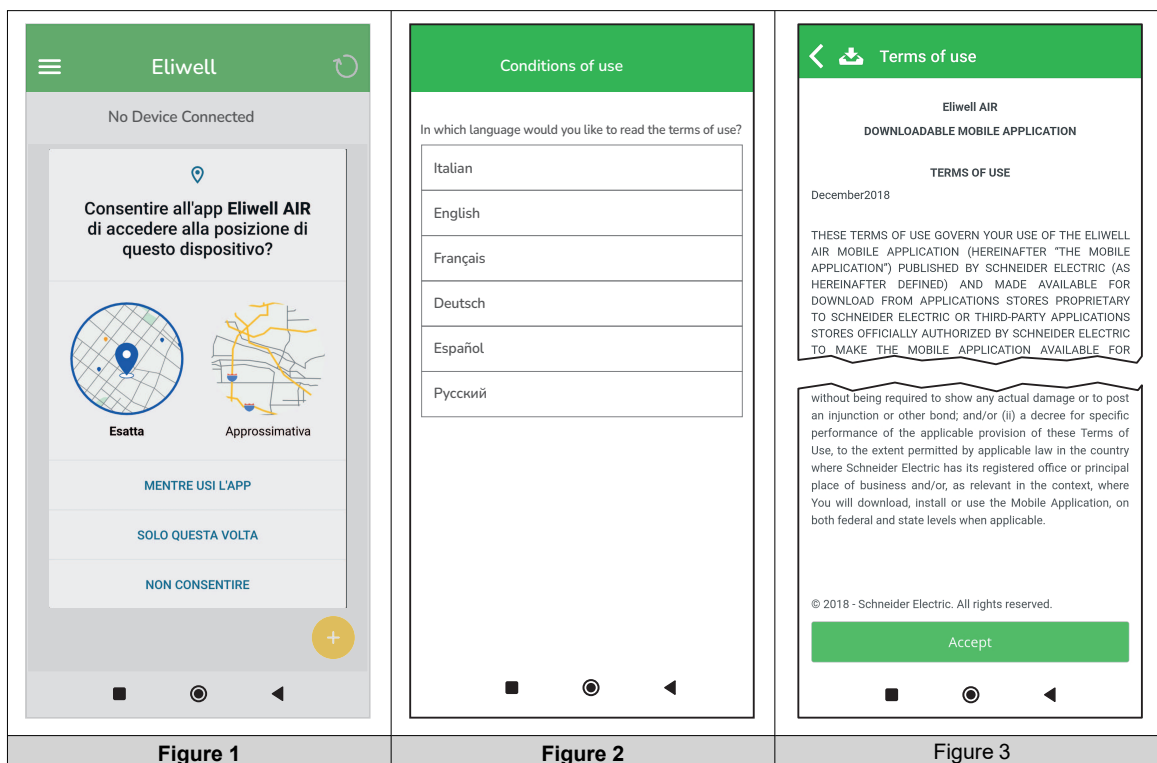 Eliwell
No Device Connected
Consentire all'app Eliwell AIR
di accedere alla posizione di
questo dispositivo?
Esatta
Approssimativa
MENTRE USI L'APP
SOLO QUESTA VOLTA
NON CONSENTIRE
+
Figure 1
Conditions of use
In which language would you like to read the terms of use?
Italian
English
Français
Deutsch
Español
Русский
Figure 2
Terms of use
Eliwell AIR
DOWNLOADABLE MOBILE APPLICATION
TERMS OF USE
December2018
THESE TERMS OF USE GOVERN YOUR USE OF THE ELIWELL
AIR MOBILE APPLICATION (HEREINAFTER “THE MOBILE
APPLICATION”) PUBLISHED BY SCHNEIDER ELECTRIC (AS
HEREINAFTER DEFINED) AND MADE AVAILABLE FOR
DOWNLOAD FROM APPLICATIONS STORES PROPRIETARY
TO SCHNEIDER ELECTRIC OR THIRD-PARTY APPLICATIONS
STORES OFFICIALLY AUTHORIZED BY SCHNEIDER ELECTRIC
TO MAKE THE MOBILE APPLICATION AVAILABLE FOR
without being required to show any actual damage or to post
an injunction or other bond; and/or (ii) a decree for specific
performance of the applicable provision of these Terms of
Use, to the extent permitted by applicable law in the country
where Schneider Electric has its registered office or principal
place of business and/or, as relevant in the context, where
You will download, install or use the Mobile Application, on
both federal and state levels when applicable.
© 2018 - Schneider Electric. All rights reserved.
Accept
Figure 3